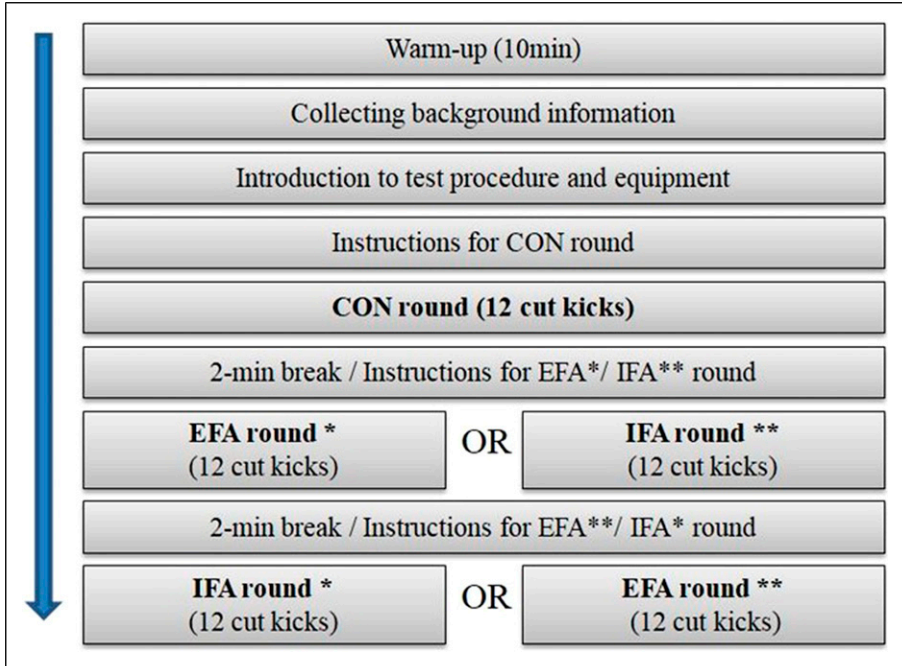 Warm-up (10min)
Collecting background information
Introduction to test procedure and equipment
Instructions for CON round
CON round (12 cut kicks)
2-min break / Instructions for EFA*/ IFA** round
EFA round *
(12 cut kicks)
OR
IFA round **
(12 cut kicks)
2-min break / Instructions for EFA**/ IFA* round
IFA round *
(12 cut kicks)
OR
EFA round **
(12 cut kicks)